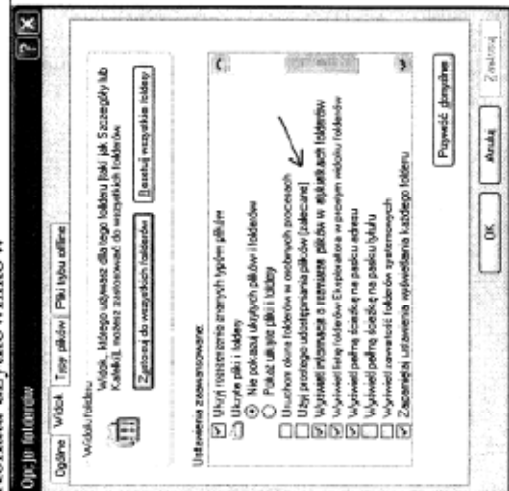 Opcje folderów
Ogólne
Widok
Typy plików
Pliki trybu offline
Widoki folderu
Widok, którego używasz dla tego folderu (taki jak Szczegóły lub
Kafelki), możesz zastosować do wszystkich folderów.
Zastosuj do wszystkich folderów
Resetuj wszystkie foldery
Ustawienia zaawansowane:
Ukryj rozszerzenia znanych typów plików
Ukryte pliki i foldery
Nie pokazuj ukrytych plików i folderów
Pokaż ukryte pliki i foldery
Uruchom okna folderów w osobnych procesach
Użyj prostego udostępniania plików (zalecane)
Wyświetl informacje o rozmiarze plików w etykietkach folderów
Wyświetl listę folderów Eksploratora w prostym widoku folderów
Wyświetl pełną ścieżkę na pasku adresu
Wyświetl pełną ścieżkę na pasku tytułu
Wyświetl zawartość folderów systemowych
Zapamiętaj ustawienia wyświetlania każdego folderu
Przywróć domyślne
OK
Anuluj
Zastosuj